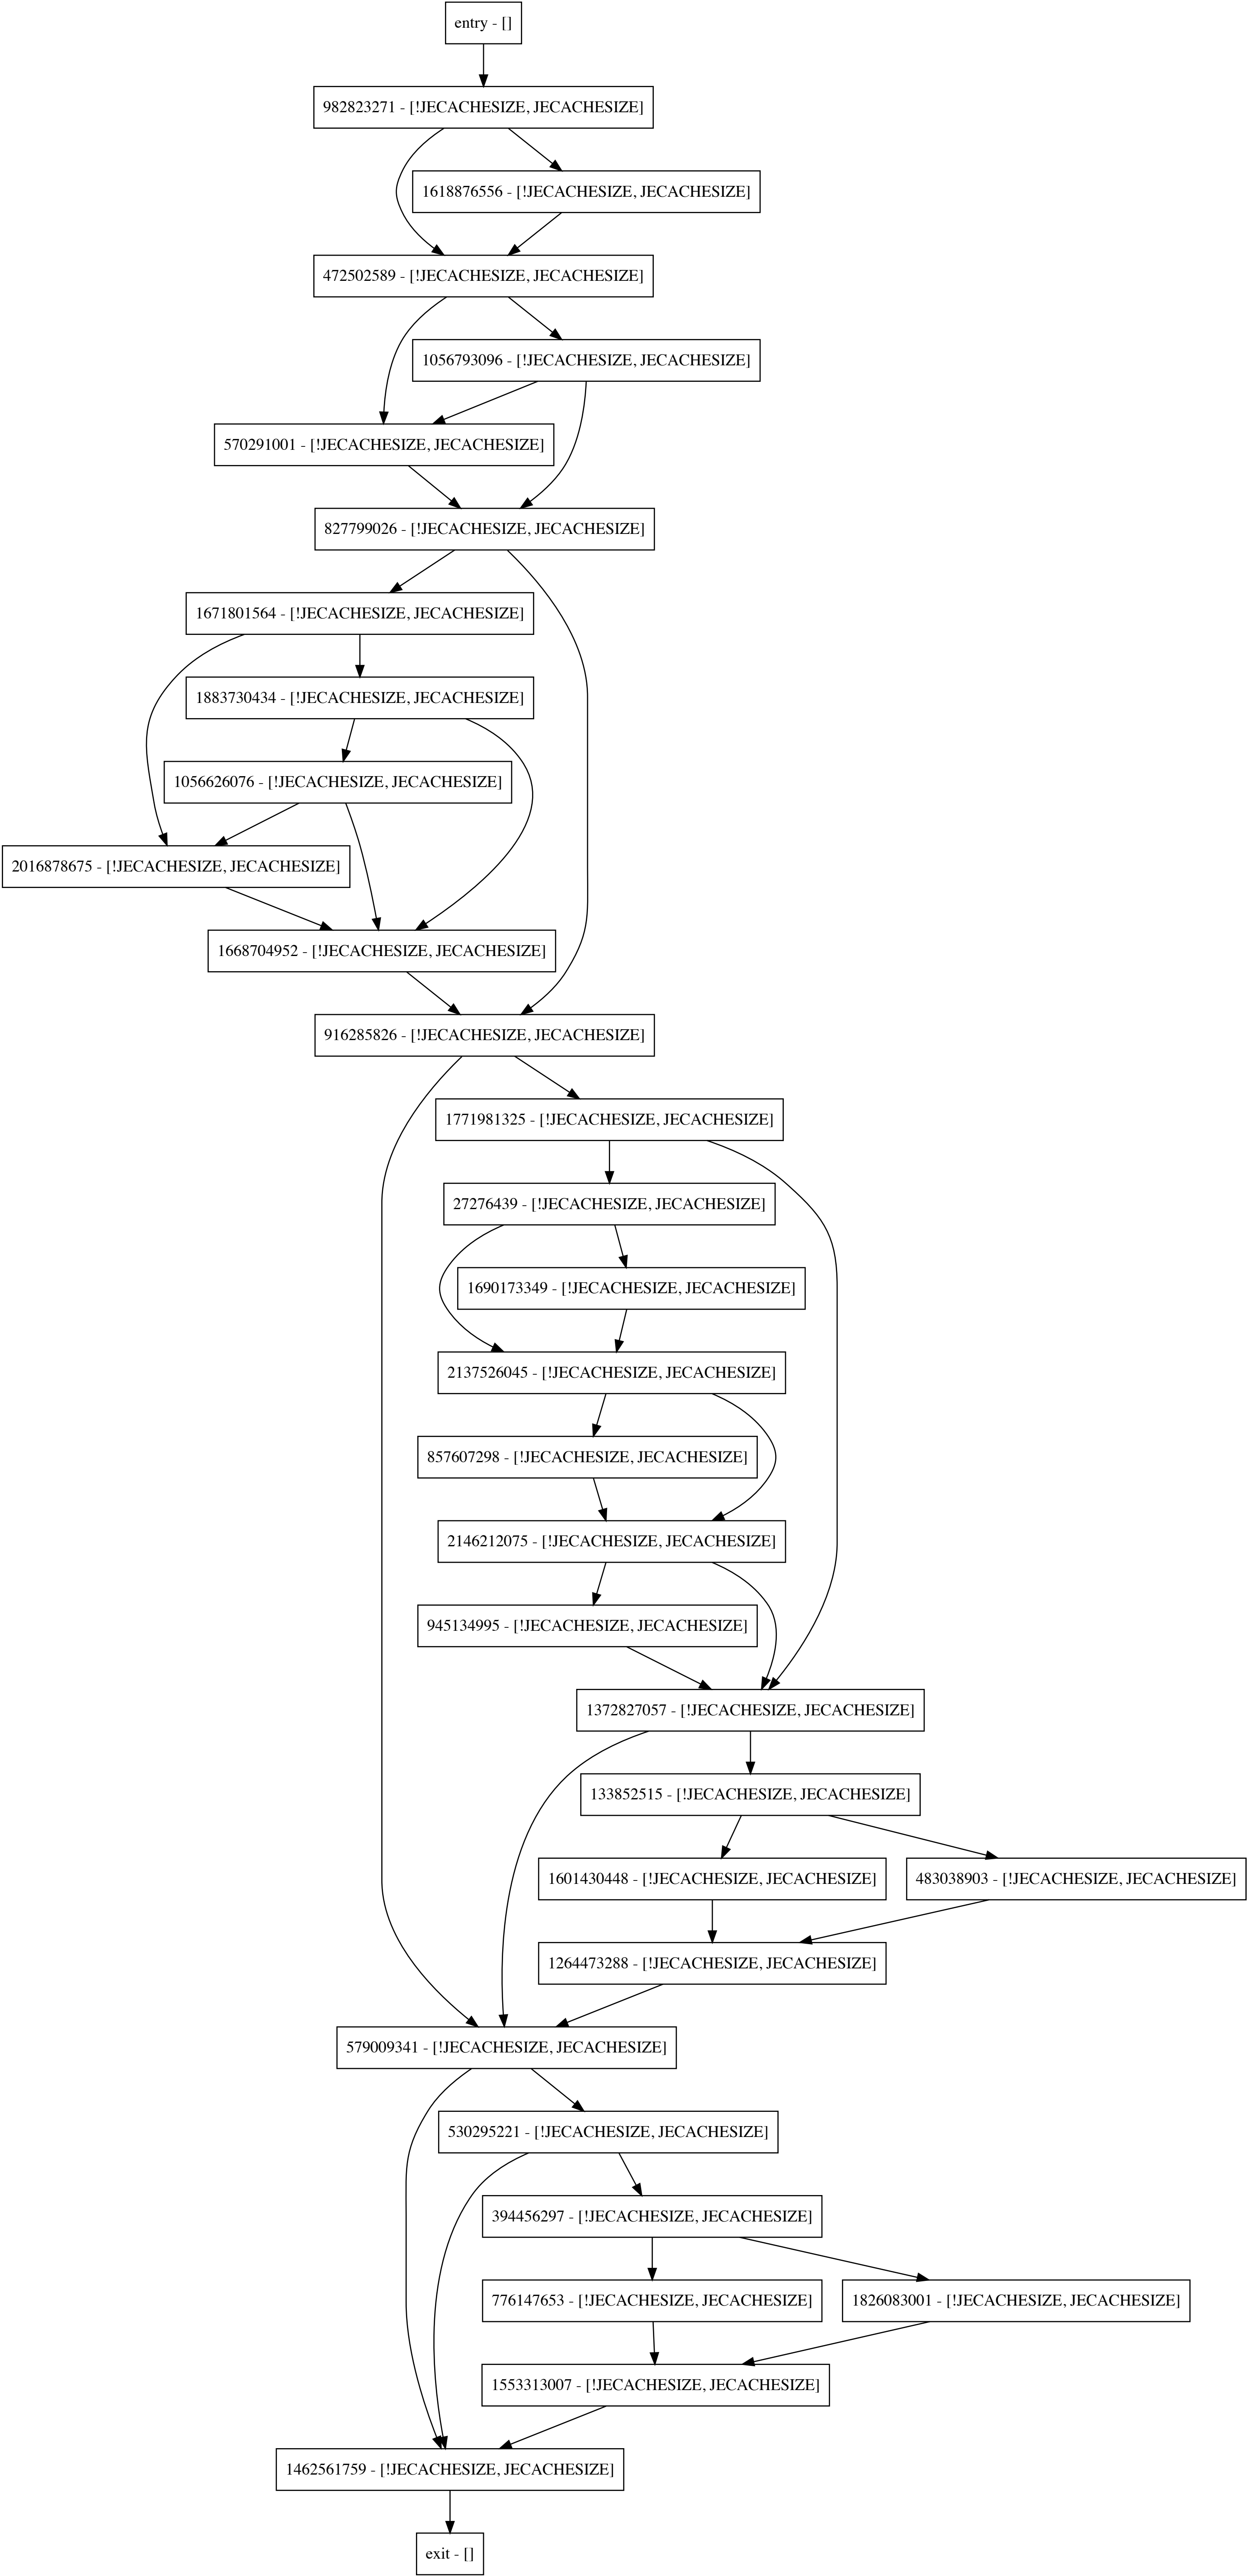 entry - []
982823271 - [!JECACHESIZE, JECACHESIZE]
1618876556 - [!JECACHESIZE, JECACHESIZE]
472502589 - [!JECACHESIZE, JECACHESIZE]
1056793096 - [!JECACHESIZE, JECACHESIZE]
570291001 - [!JECACHESIZE, JECACHESIZE]
827799026 - [!JECACHESIZE, JECACHESIZE]
1671801564 - [!JECACHESIZE, JECACHESIZE]
1883730434 - [!JECACHESIZE, JECACHESIZE]
1056626076 - [!JECACHESIZE, JECACHESIZE]
2016878675 - [!JECACHESIZE, JECACHESIZE]
1668704952 - [!JECACHESIZE, JECACHESIZE]
916285826 - [!JECACHESIZE, JECACHESIZE]
1771981325 - [!JECACHESIZE, JECACHESIZE]
27276439 - [!JECACHESIZE, JECACHESIZE]
1690173349 - [!JECACHESIZE, JECACHESIZE]
2137526045 - [!JECACHESIZE, JECACHESIZE]
857607298 - [!JECACHESIZE, JECACHESIZE]
2146212075 - [!JECACHESIZE, JECACHESIZE]
945134995 - [!JECACHESIZE, JECACHESIZE]
1372827057 - [!JECACHESIZE, JECACHESIZE]
133852515 - [!JECACHESIZE, JECACHESIZE]
1601430448 - [!JECACHESIZE, JECACHESIZE]
483038903 - [!JECACHESIZE, JECACHESIZE]
1264473288 - [!JECACHESIZE, JECACHESIZE]
579009341 - [!JECACHESIZE, JECACHESIZE]
530295221 - [!JECACHESIZE, JECACHESIZE]
394456297 - [!JECACHESIZE, JECACHESIZE]
776147653 - [!JECACHESIZE, JECACHESIZE]
1826083001 - [!JECACHESIZE, JECACHESIZE]
1553313007 - [!JECACHESIZE, JECACHESIZE]
1462561759 - [!JECACHESIZE, JECACHESIZE]
exit - []